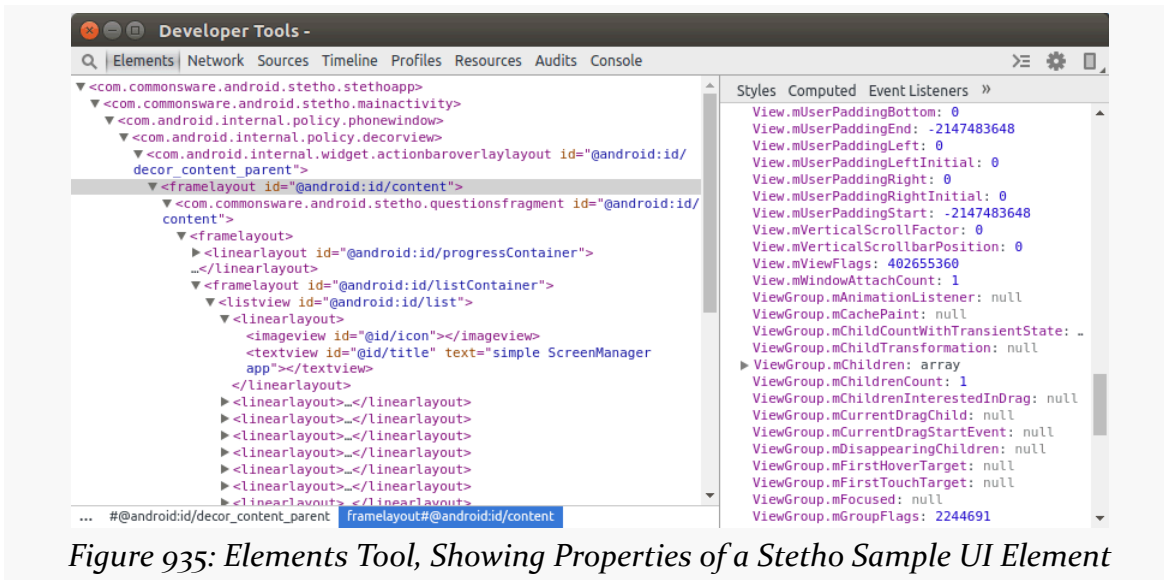 Developer Tools -
Elements Network Sources Timeline Profiles Resources Audits Console
▼<com.commonsware.android.stetho.stethoapp>
▼<com.commonsware.android.stetho.mainactivity>
▼<com.android.internal.policy.phonewindow>
▼<com.android.internal.policy.decorview>
▼<com.android.internal.widget.actionbaroverlaylayout id="@android:id/
decor_content_parent">
▼<framelayout id="@android:id/content">
▼<com.commonsware.android.stetho.questionsfragment id="@android:id/
content">
▼<framelayout>
▶<linearlayout id="@android:id/progressContainer">
…</linearlayout>
▼<framelayout id="@android:id/listContainer">
▼<listview id="@android:id/list">
▼<linearlayout>
<imageview id="@id/icon"></imageview>
<textview id="@id/title" text="simple ScreenManager
app"></textview>
</linearlayout>
▶<linearlayout>…</linearlayout>
▶<linearlayout>…</linearlayout>
▶<linearlayout>…</linearlayout>
▶<linearlayout>…</linearlayout>
▶<linearlayout>…</linearlayout>
▶<linearlayout>…</linearlayout>
... #@android:id/decor_content_parent framelayout#@android:id/content
Styles Computed Event Listeners »
View.mUserPaddingBottom: 0
View.mUserPaddingEnd: -2147483648
View.mUserPaddingLeft: 0
View.mUserPaddingLeftInitial: 0
View.mUserPaddingRight: 0
View.mUserPaddingRightInitial: 0
View.mUserPaddingStart: -2147483648
View.mVerticalScrollFactor: 0
View.mVerticalScrollbarPosition: 0
View.mViewFlags: 402655360
View.mWindowAttachCount: 1
ViewGroup.mAnimationListener: null
ViewGroup.mCachePaint: null
ViewGroup.mChildCountWithTransientState: …
ViewGroup.mChildTransformation: null
▶ViewGroup.mChildren: array
ViewGroup.mChildrenCount: 1
ViewGroup.mChildrenInterestedInDrag: null
ViewGroup.mCurrentDragChild: null
ViewGroup.mCurrentDragStartEvent: null
ViewGroup.mDisappearingChildren: null
ViewGroup.mFirstHoverTarget: null
ViewGroup.mFirstTouchTarget: null
ViewGroup.mFocused: null
ViewGroup.mGroupFlags: 2244691
Figure 935: Elements Tool, Showing Properties of a Stetho Sample UI Element